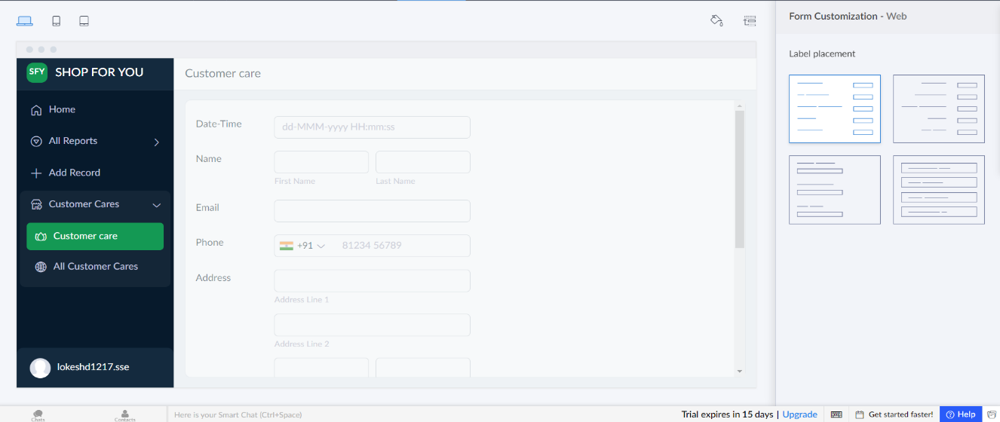 Form Customization - Web
Label placement
SFY SHOP FOR YOU
Home
All Reports
Add Record
Customer Cares
Customer care
All Customer Cares
lokeshd1217.sse
Customer care
Date-Time
dd-MMM-yyyy HH:mm:ss
Name
First Name
Last Name
Email
Phone
+91
81234 56789
Address
Address Line 1
Address Line 2
Chats
Contacts
Here is your Smart Chat (Ctrl+Space)
Trial expires in 15 days | Upgrade
Get started faster!
Help